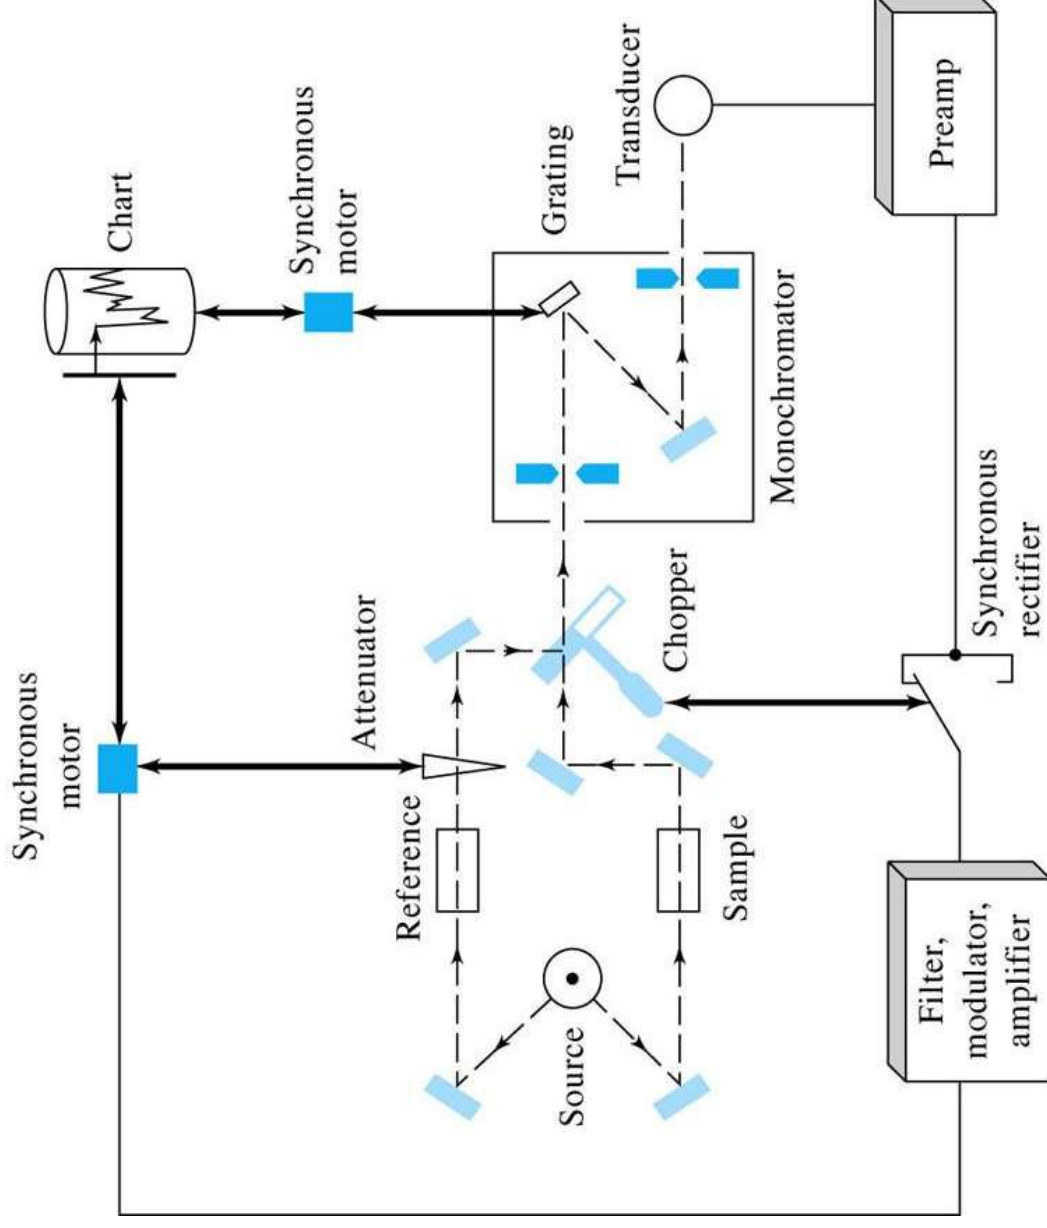 Synchronous
motor
Chart
Synchronous
motor
Attenuator
Grating
Transducer
Preamp
Reference
Chopper
Monochromator
Source
Sample
Synchronous
rectifier
Filter,
modulator,
amplifier